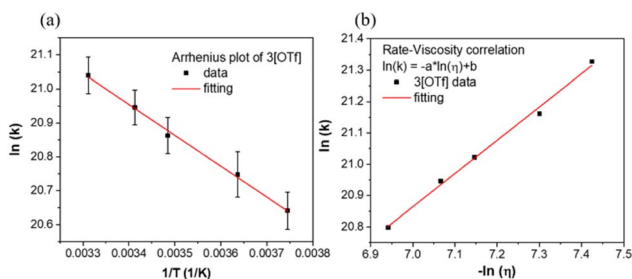 (a)
Arrhenius plot of 3[OTf]
data
fitting
ln (k)
21.1
21.0
20.9
20.8
20.7
20.6
0.0033 0.0034 0.0035 0.0036 0.0037 0.0038
1/T (1/K)
(b)
Rate-Viscosity correlation
ln(k) = -a*ln(η)+b
3[OTf] data
fitting
ln (k)
21.4
21.3
21.2
21.1
21.0
20.9
20.8
6.9 7.0 7.1 7.2 7.3 7.4 7.5
-ln (η)